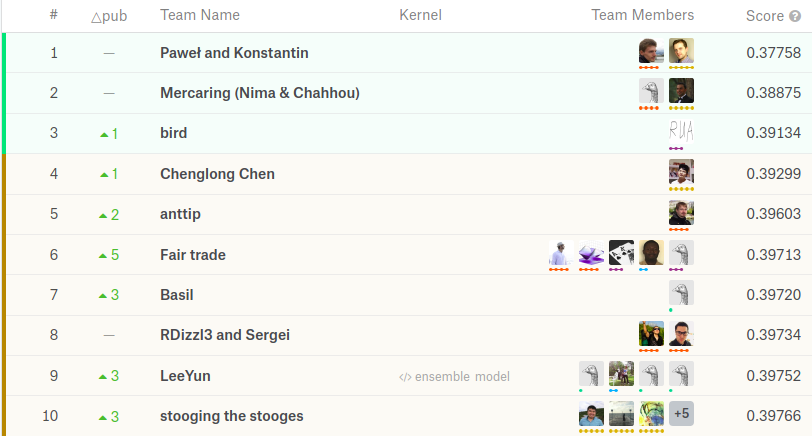 # △pub Team Name Kernel Team Members Score ?
1 — Paweł and Konstantin 0.37758
2 — Mercaring (Nima & Chahhou) 0.38875
3 ▲1 bird RUA 0.39134
4 ▲1 Chenglong Chen 0.39299
5 ▲2 anttip 0.39603
6 ▲5 Fair trade 0.39713
7 ▲3 Basil 0.39720
8 — RDizzl3 and Sergei 0.39734
9 ▲3 LeeYun </> ensemble model 0.39752
10 ▲3 stooging the stooges +5 0.39766